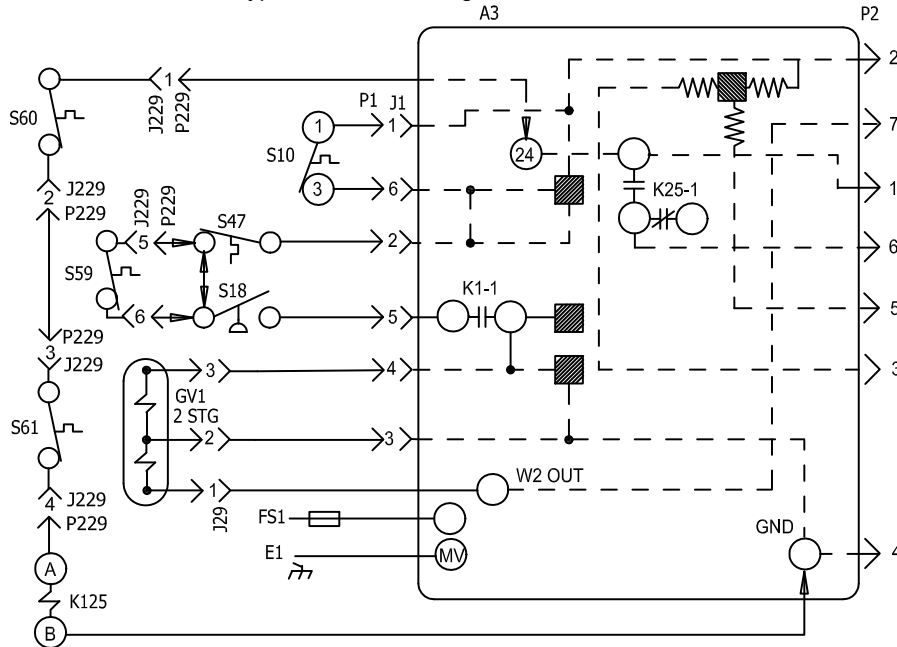 A3
P2
S60
1
J229
P229
P1
J1
1
1
2
7
S10
24
3
6
K25-1
1
2
J229
P229
J229
P229
5
S47
2
6
S59
S18
K1-1
6
5
5
P229
3
J229
GV1
2 STG
3
4
3
S61
2
3
1
J29
W2 OUT
4
J229
P229
FS1
GND
E1
MV
4
A
K125
B